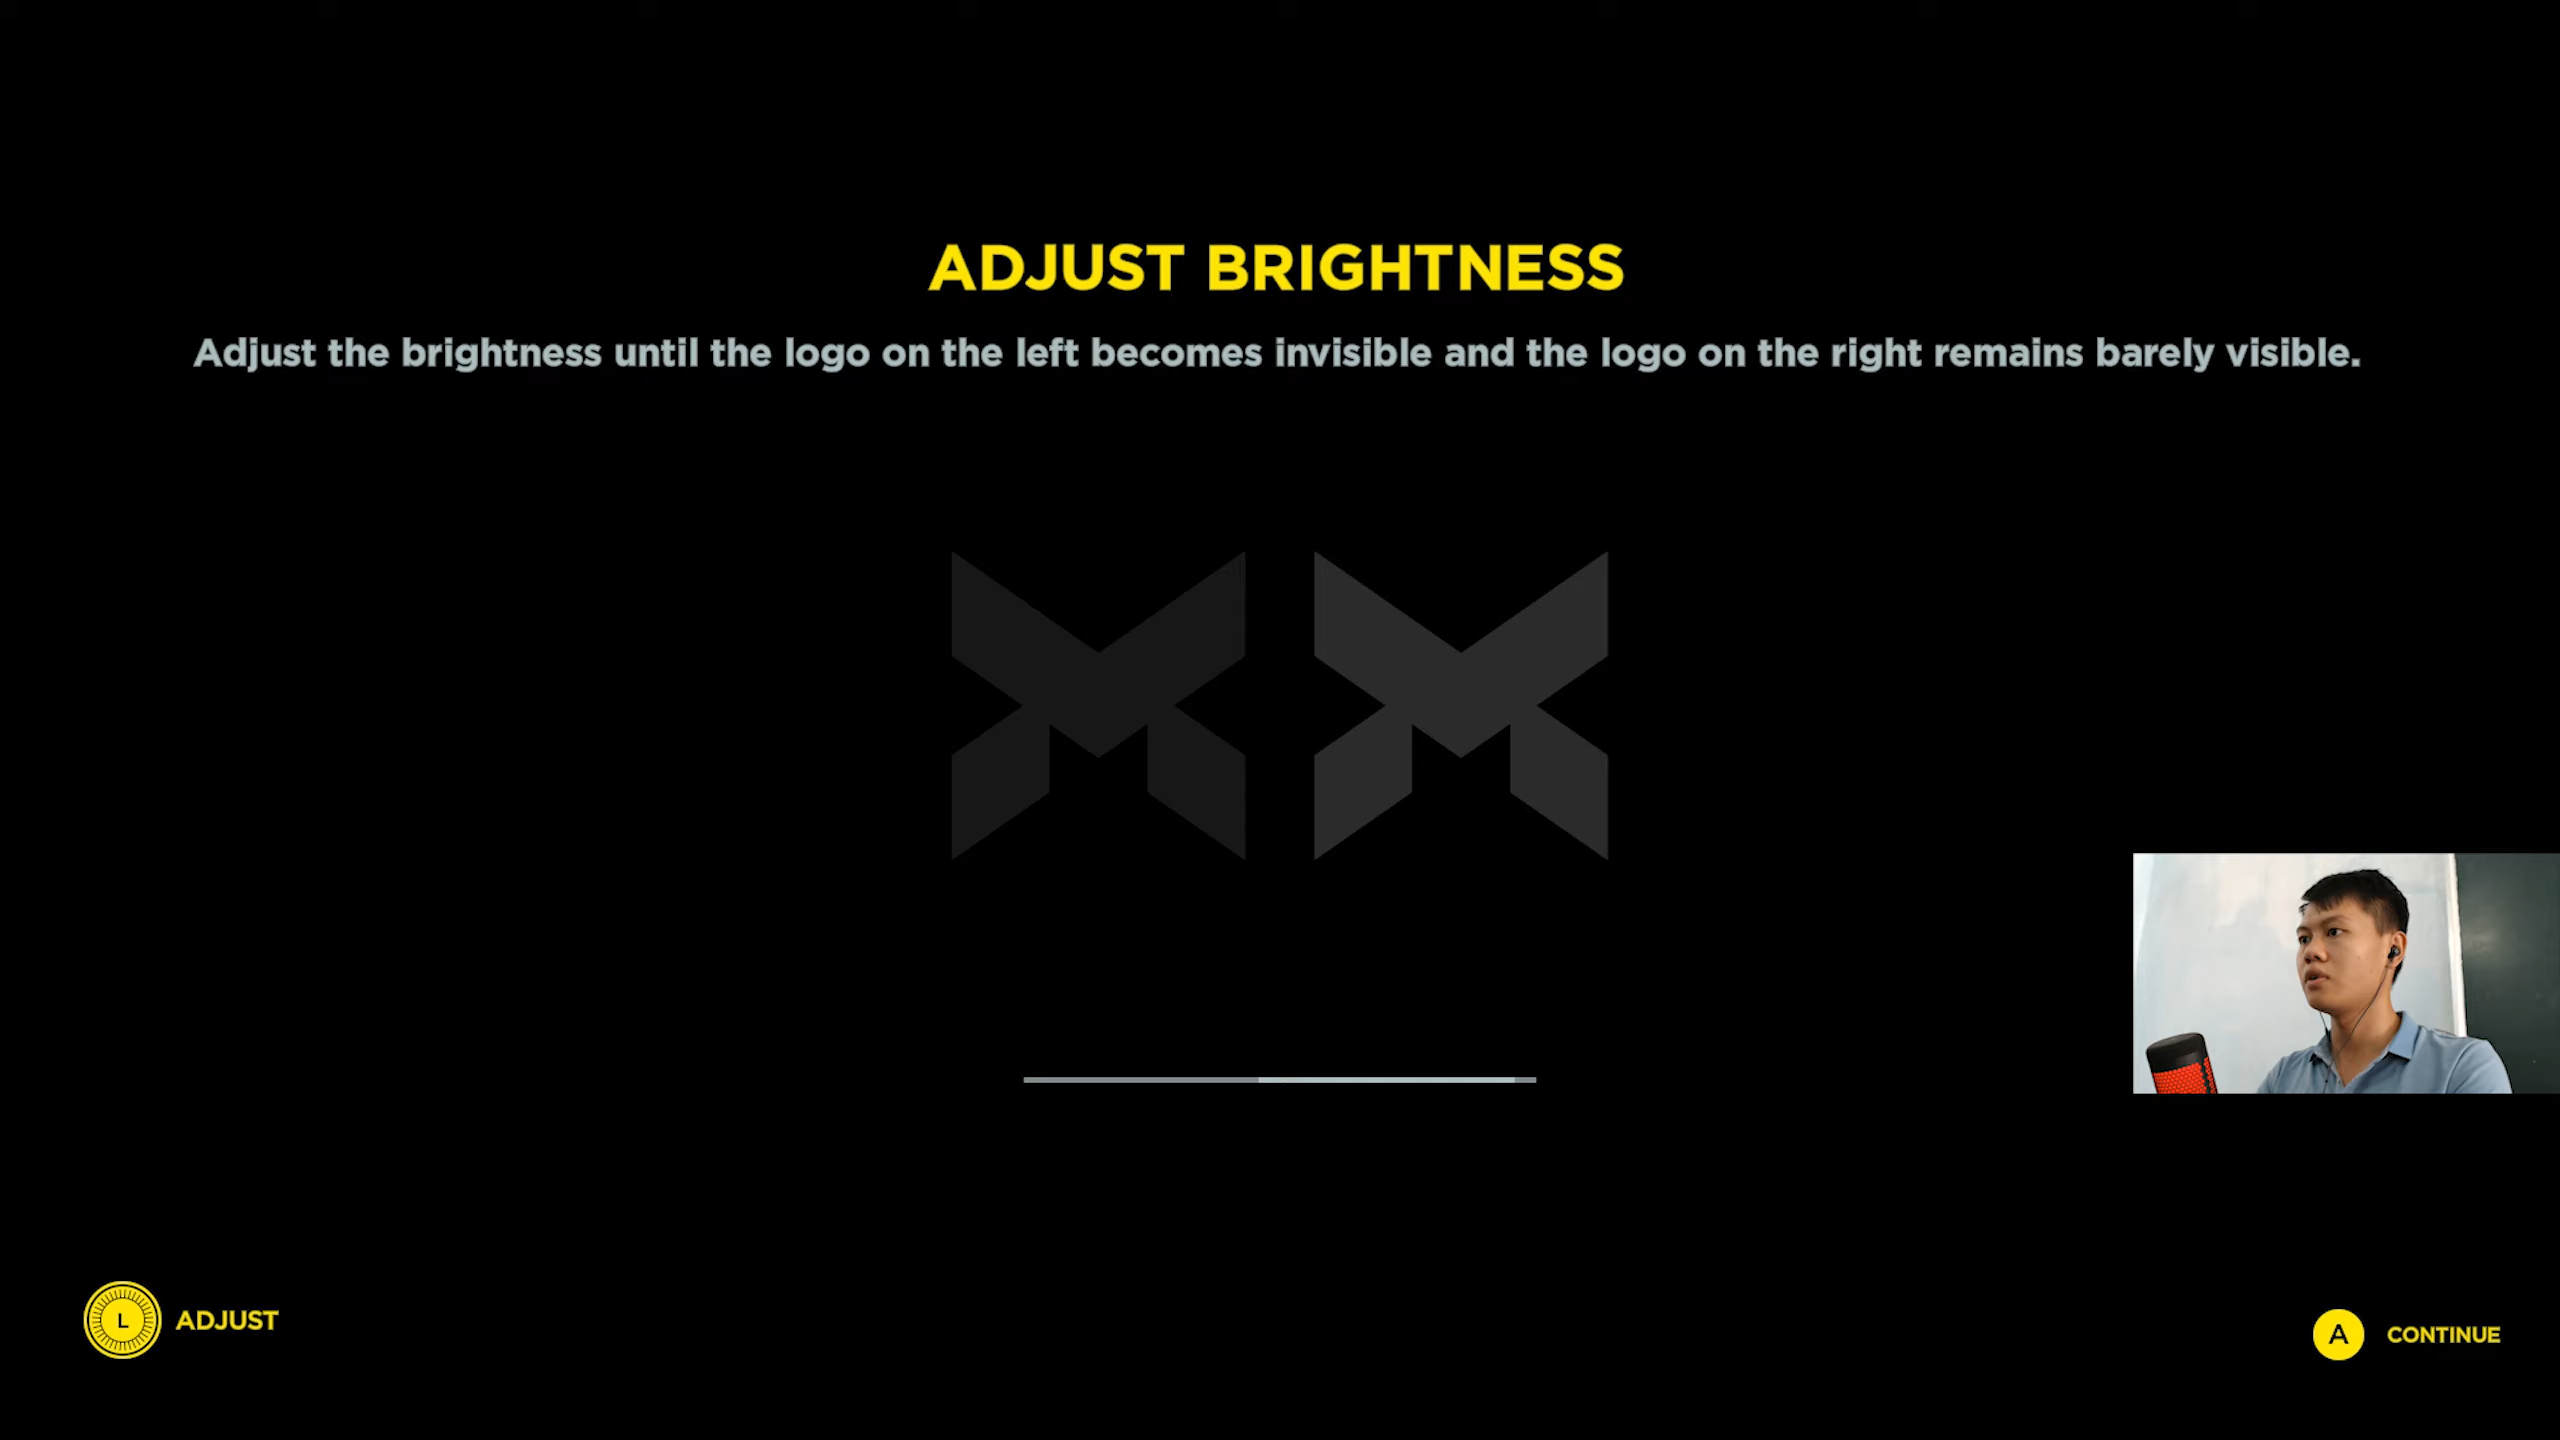 ADJUST BRIGHTNESS
Adjust the brightness until the logo on the left becomes invisible and the logo on the right remains barely visible.
L ADJUST
A CONTINUE